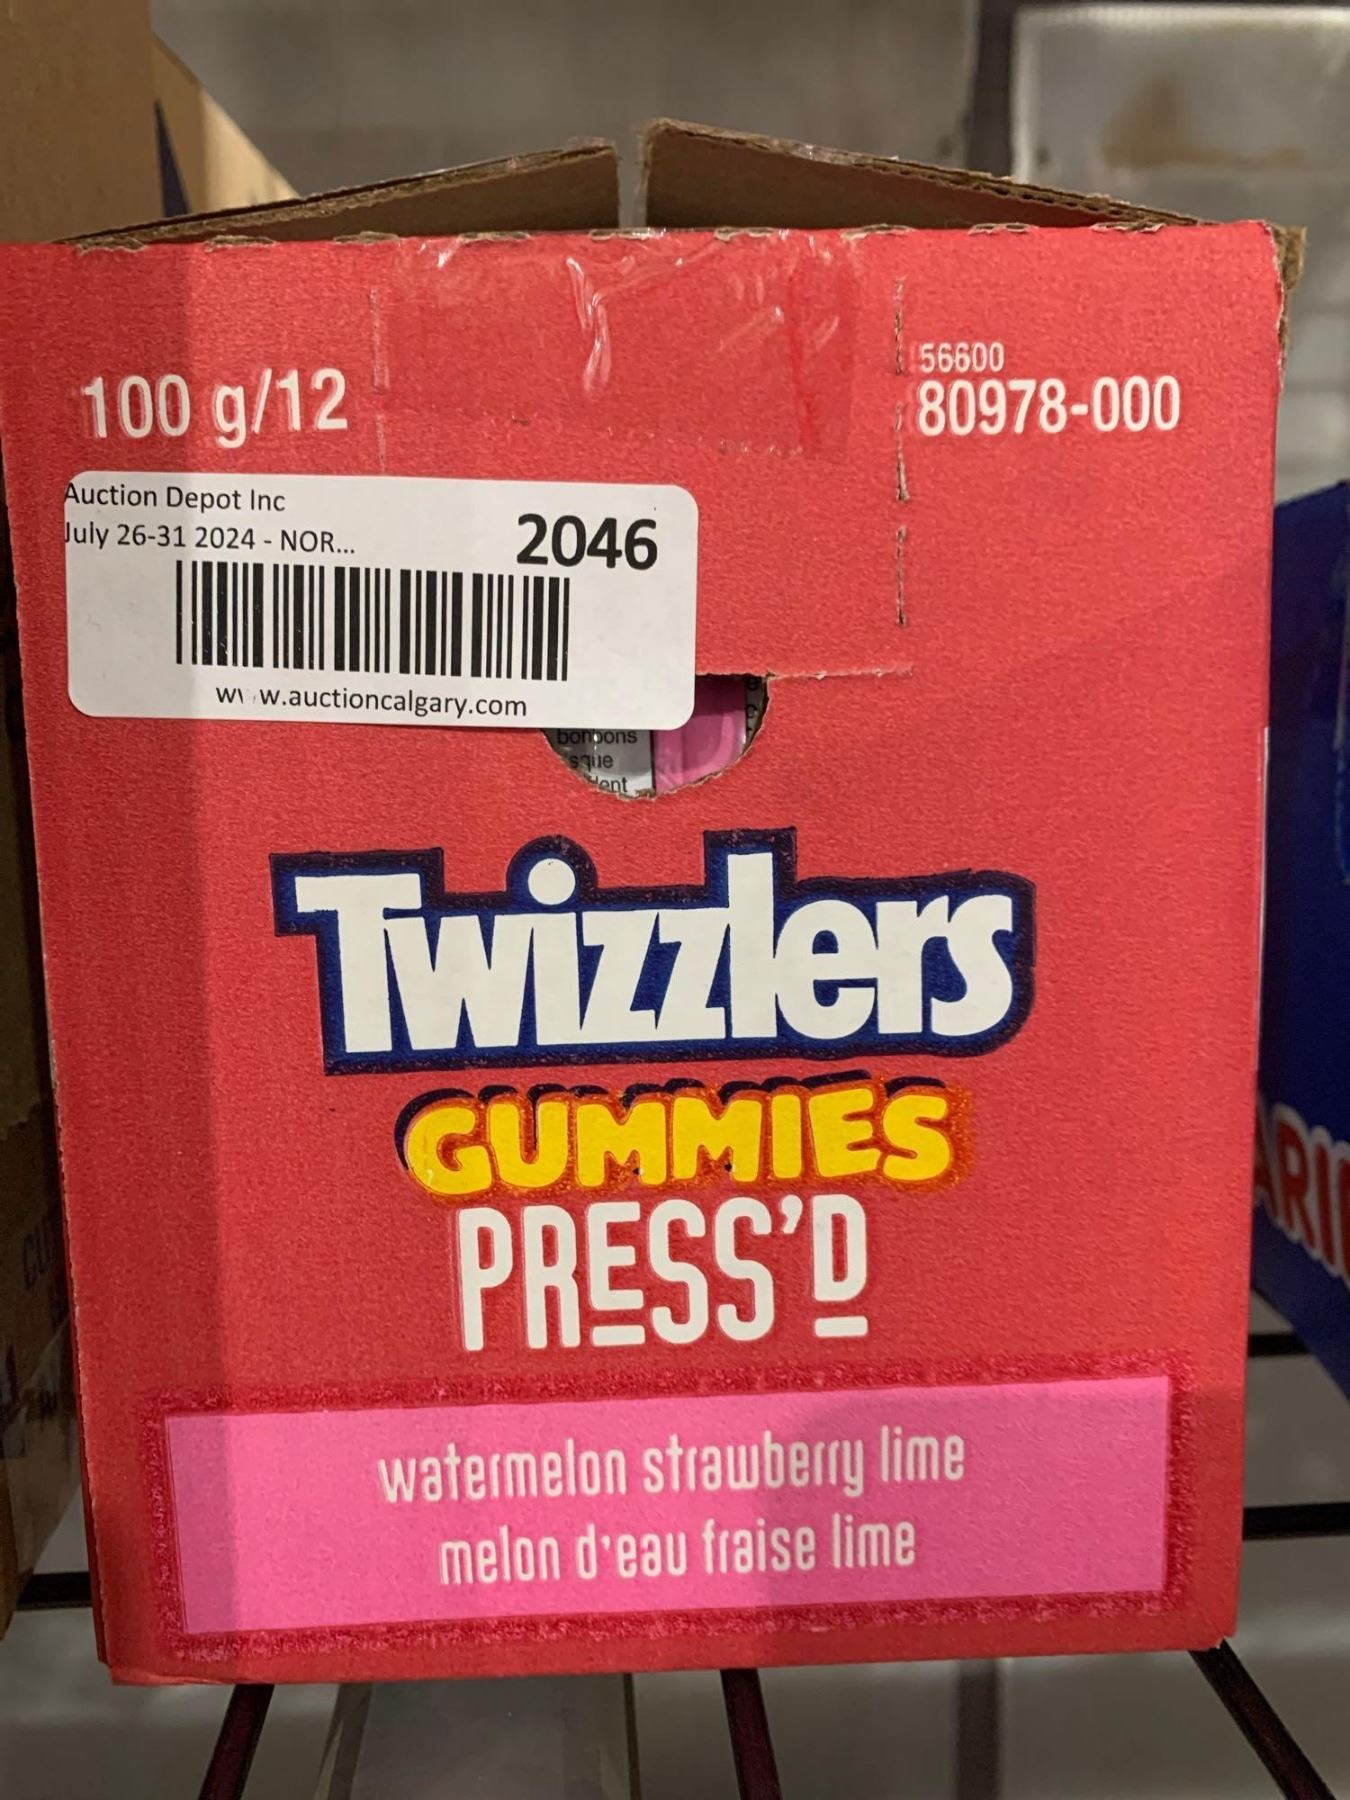 100 g/12
56600
80978-000
Auction Depot Inc
July 26-31 2024 - NOR...
2046
www.auctioncalgary.com
bonbons
Twizzlers
GUMMIES
PRESS'D
watermelon strawberry lime
melon d'eau fraise lime